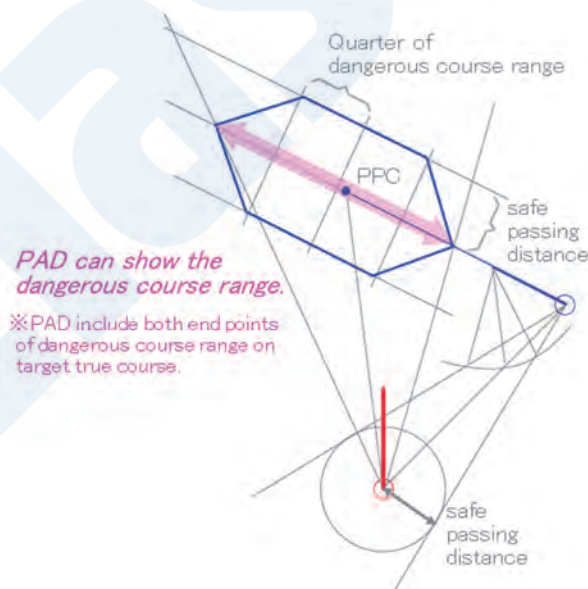 Quarter of
dangerous course range
PPC
safe
passing
distance
PAD can show the
dangerous course range.
※PAD include both end points
of dangerous course range on
target true course.
safe
passing
distance